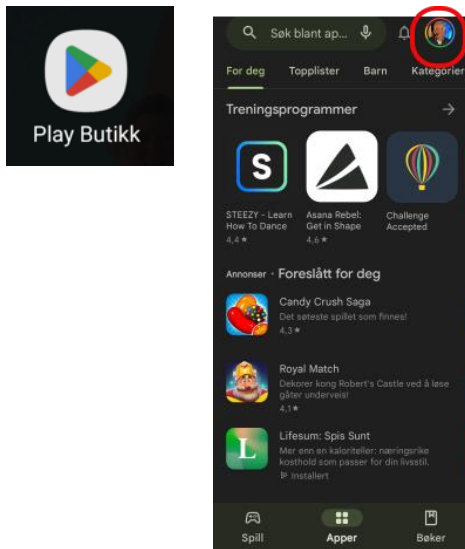 Play Butikk
Søk blant ap...
For deg Topplister Barn Kategorier
Treningsprogrammer
S
STEEZY - Learn
How To Dance
4,4 ★
Asana Rebel:
Get in Shape
4,6 ★
Challenge
Accepted
Annonser · Foreslått for deg
Candy Crush Saga
Det søteste spillet som finnes!
4,3 ★
Royal Match
Dekorer kong Robert's Castle ved å løse
gåter underveis!
4,1 ★
L
Lifesum: Spis Sunt
Mer enn en kaloriteller: næringsrike
kosthold som passer for din livsstil.
Installert
Spill Apper Bøker